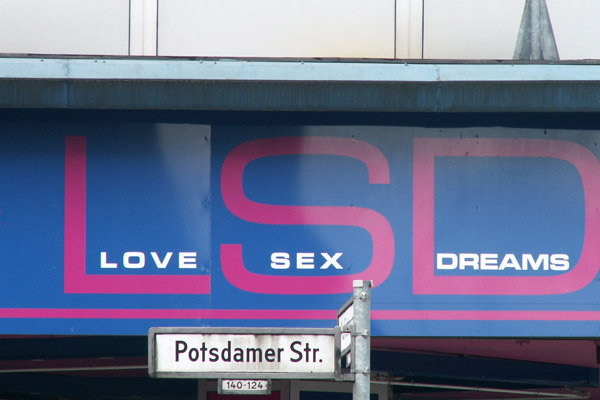 LSD
LOVE SEX DREAMS
Potsdamer Str.
140-124